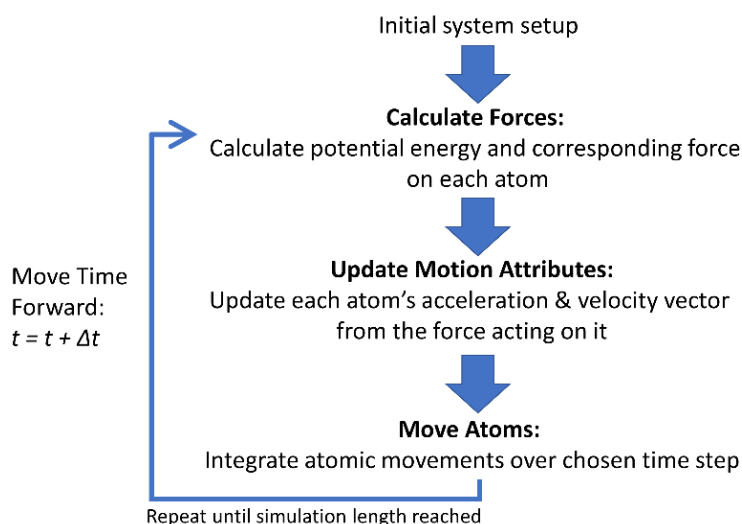 Initial system setup
Calculate Forces:
Calculate potential energy and corresponding force
on each atom
Update Motion Attributes:
Update each atom's acceleration & velocity vector
from the force acting on it
Move Atoms:
Integrate atomic movements over chosen time step
Move Time
Forward:
t = t + Δt
Repeat until simulation length reached